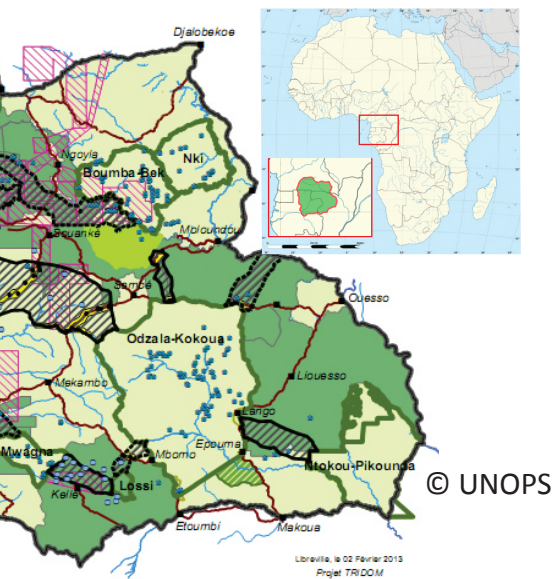 Djalobekoe
Ngoyla
Nki
Boumba-Bek
Souanke
Mbloundou
Sembe
Ouesso
Odzala-Kokoua
Mekambo
Liouesso
Lango
Mwagna
Mbomo
Epouma
Ntokou-Pikounda
Kelle
Lossi
© UNOPS
Etoumbi
Makoua
Libreville, le 02 Février 2013
Projet TRIDOM